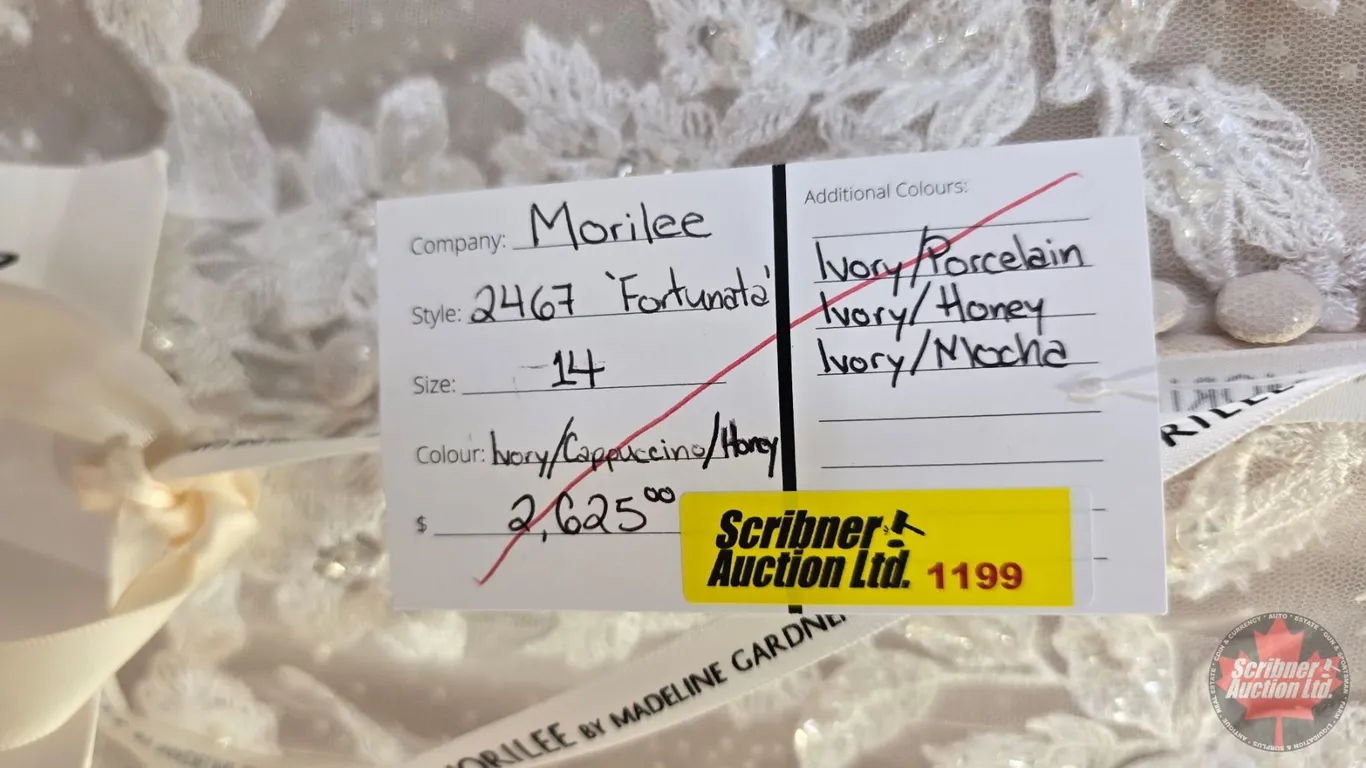 Company: Morilee
Style: 2467 'Fortunata'
Size: 14
Colour: Ivory/Cappuccino/Honey
$ 2,625.00
Additional Colours:
Ivory/Porcelain
Ivory/Honey
Ivory/Mocha
Scribner
Auction Ltd. 1199
RILEE
MORILEE BY MADELINE GARDNE
Scribner
Auction Ltd.